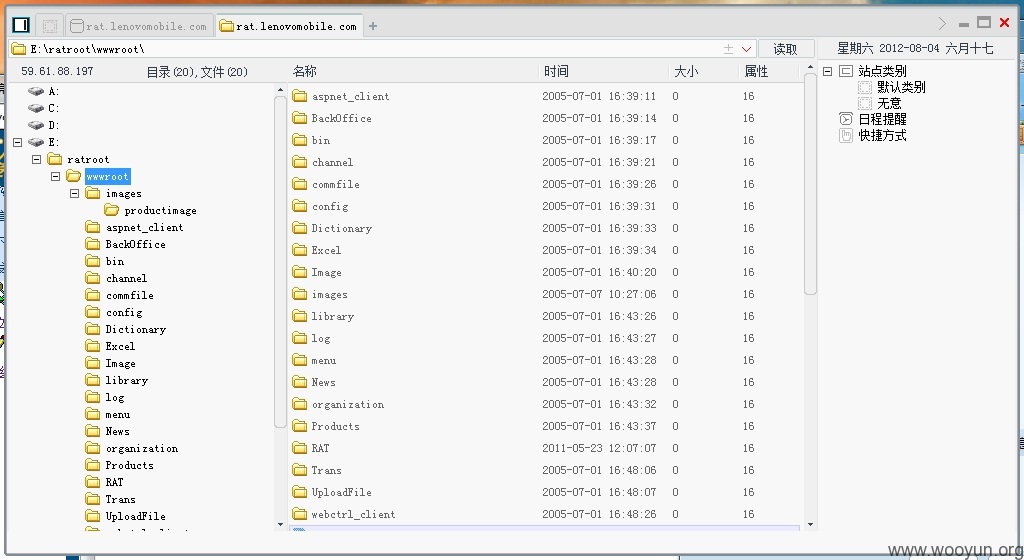 rat.lenovomobile.com
rat.lenovomobile.com
E:\ratroot\wwwroot\
读取
星期六 2012-08-04 六月十七
59.61.88.197
目录(20),文件(20)
名称 时间 大小 属性
A:
C:
D:
E:
ratroot
wwwroot
images
productimage
aspnet_client
BackOffice
bin
channel
commfile
config
Dictionary
Excel
Image
library
log
menu
News
organization
Products
RAT
Trans
UploadFile
aspnet_client 2005-07-01 16:39:11 0 16
BackOffice 2005-07-01 16:39:14 0 16
bin 2005-07-01 16:39:17 0 16
channel 2005-07-01 16:39:21 0 16
commfile 2005-07-01 16:39:26 0 16
config 2005-07-01 16:39:31 0 16
Dictionary 2005-07-01 16:39:33 0 16
Excel 2005-07-01 16:39:34 0 16
Image 2005-07-01 16:40:20 0 16
images 2005-07-07 10:27:06 0 16
library 2005-07-01 16:43:26 0 16
log 2005-07-01 16:43:27 0 16
menu 2005-07-01 16:43:28 0 16
News 2005-07-01 16:43:28 0 16
organization 2005-07-01 16:43:32 0 16
Products 2005-07-01 16:43:37 0 16
RAT 2011-05-23 12:07:07 0 16
Trans 2005-07-01 16:48:06 0 16
UploadFile 2005-07-01 16:48:07 0 16
webctrl_client 2005-07-01 16:48:26 0 16
站点类别
默认类别
无意
日程提醒
快捷方式
www.wooyun.org